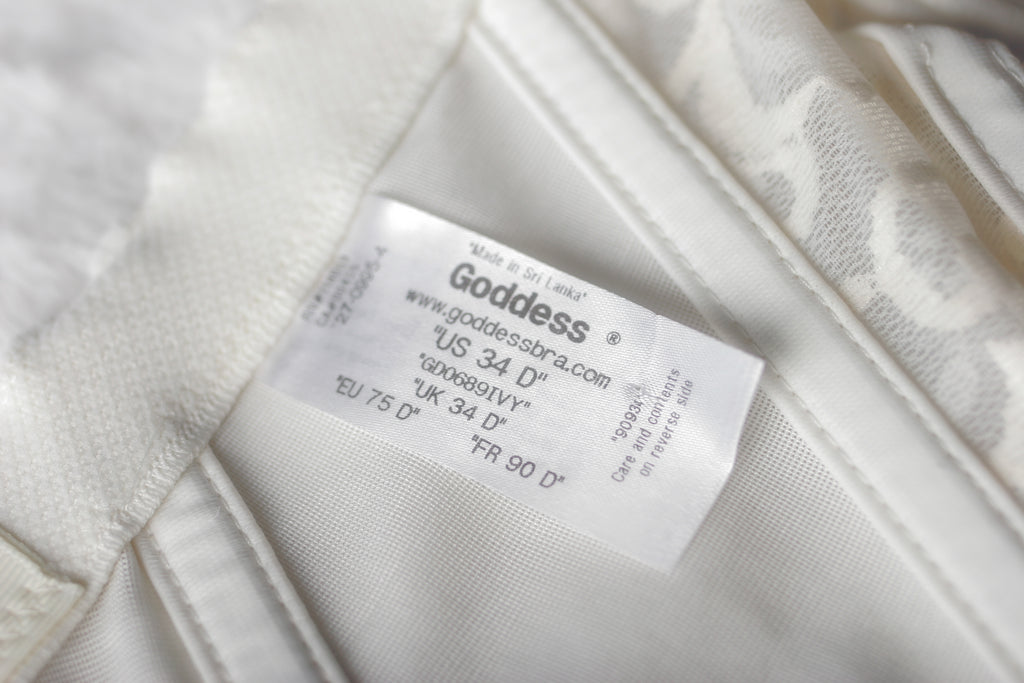 "Made in Sri Lanka"
Goddess ®
www.goddessbra.com
"US 34 D"
"GD0689IVY"
"UK 34 D"
"EU 75 D"
"FR 90 D"
Care and contents
on reverse side